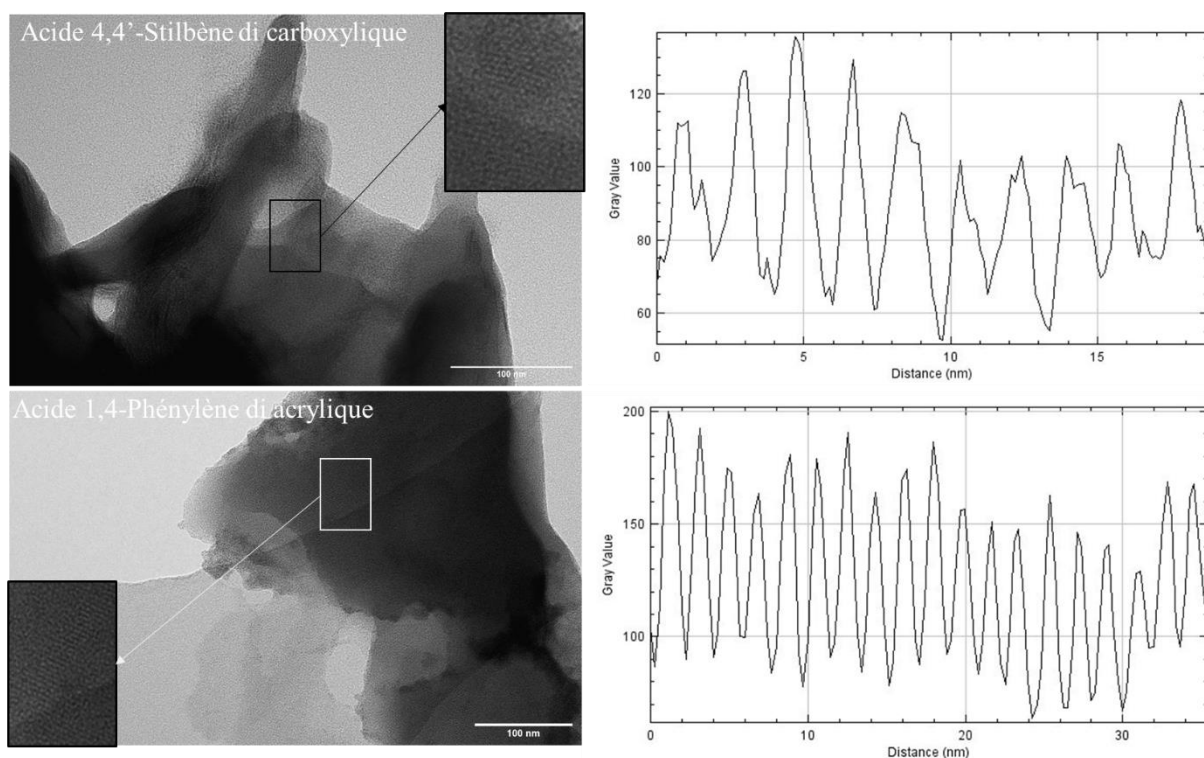 Acide 4,4’-Stilbène di carboxylique
100 nm
120
100
80
60
Gray Value
0
5
10
15
Distance (nm)
Acide 1,4-Phénylène di acrylique
100 nm
200
150
100
Gray Value
0
10
20
30
Distance (nm)